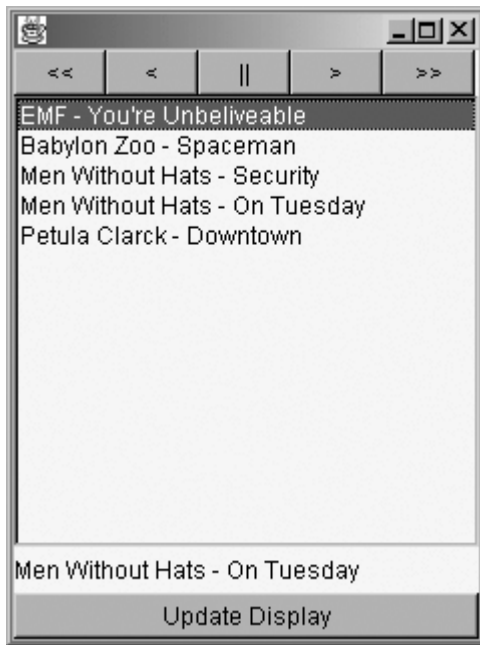 << < || > >>
EMF - You're Unbeliveable
Babylon Zoo - Spaceman
Men Without Hats - Security
Men Without Hats - On Tuesday
Petula Clarck - Downtown
Men Without Hats - On Tuesday
Update Display